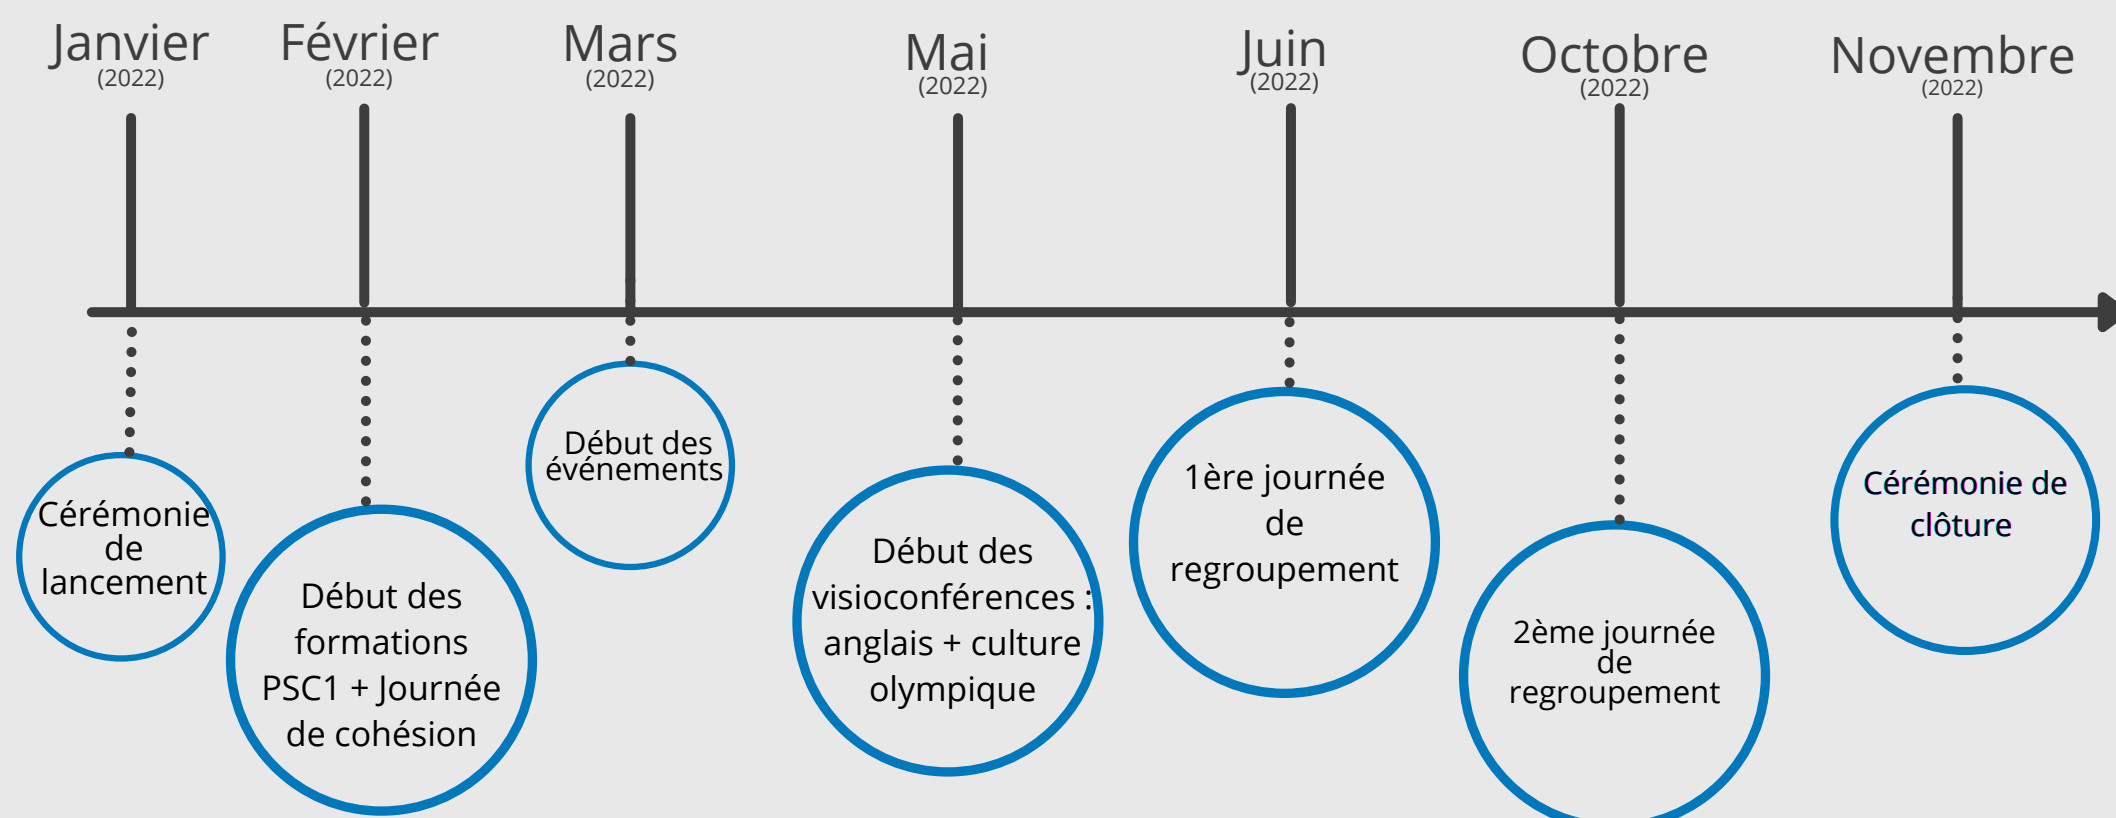 Janvier
(2022)
Février
(2022)
Mars
(2022)
Mai
(2022)
Juin
(2022)
Octobre
(2022)
Novembre
(2022)
Cérémonie
de
lancement
Début des
formations
PSC1 + Journée
de cohésion
Début des
événements
Début des
visioconférences :
anglais + culture
olympique
1ère journée
de
regroupement
2ème journée
de
regroupement
Cérémonie de
clôture